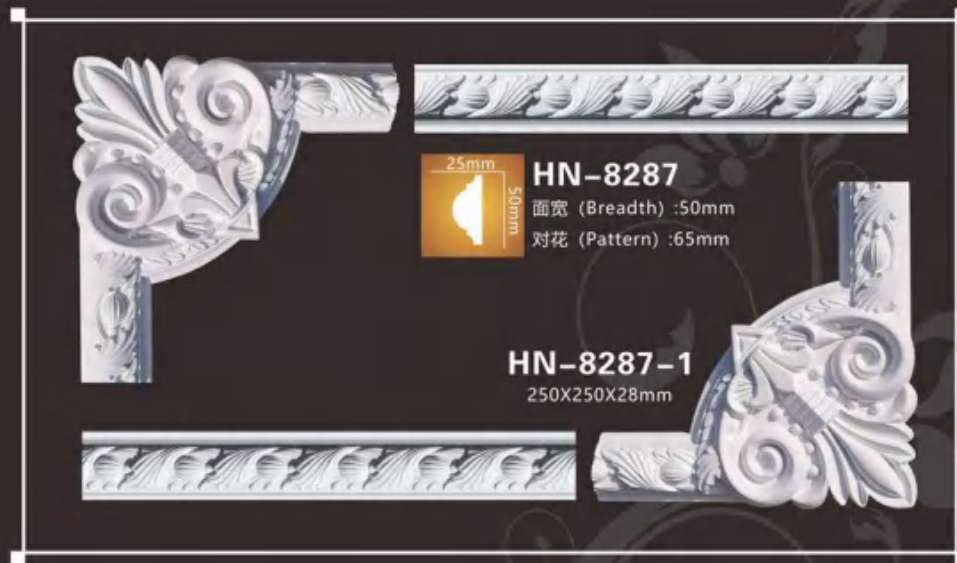 25mm
50mm
HN-8287
面宽 (Breadth) :50mm
对花 (Pattern) :65mm
HN-8287-1
250X250X28mm